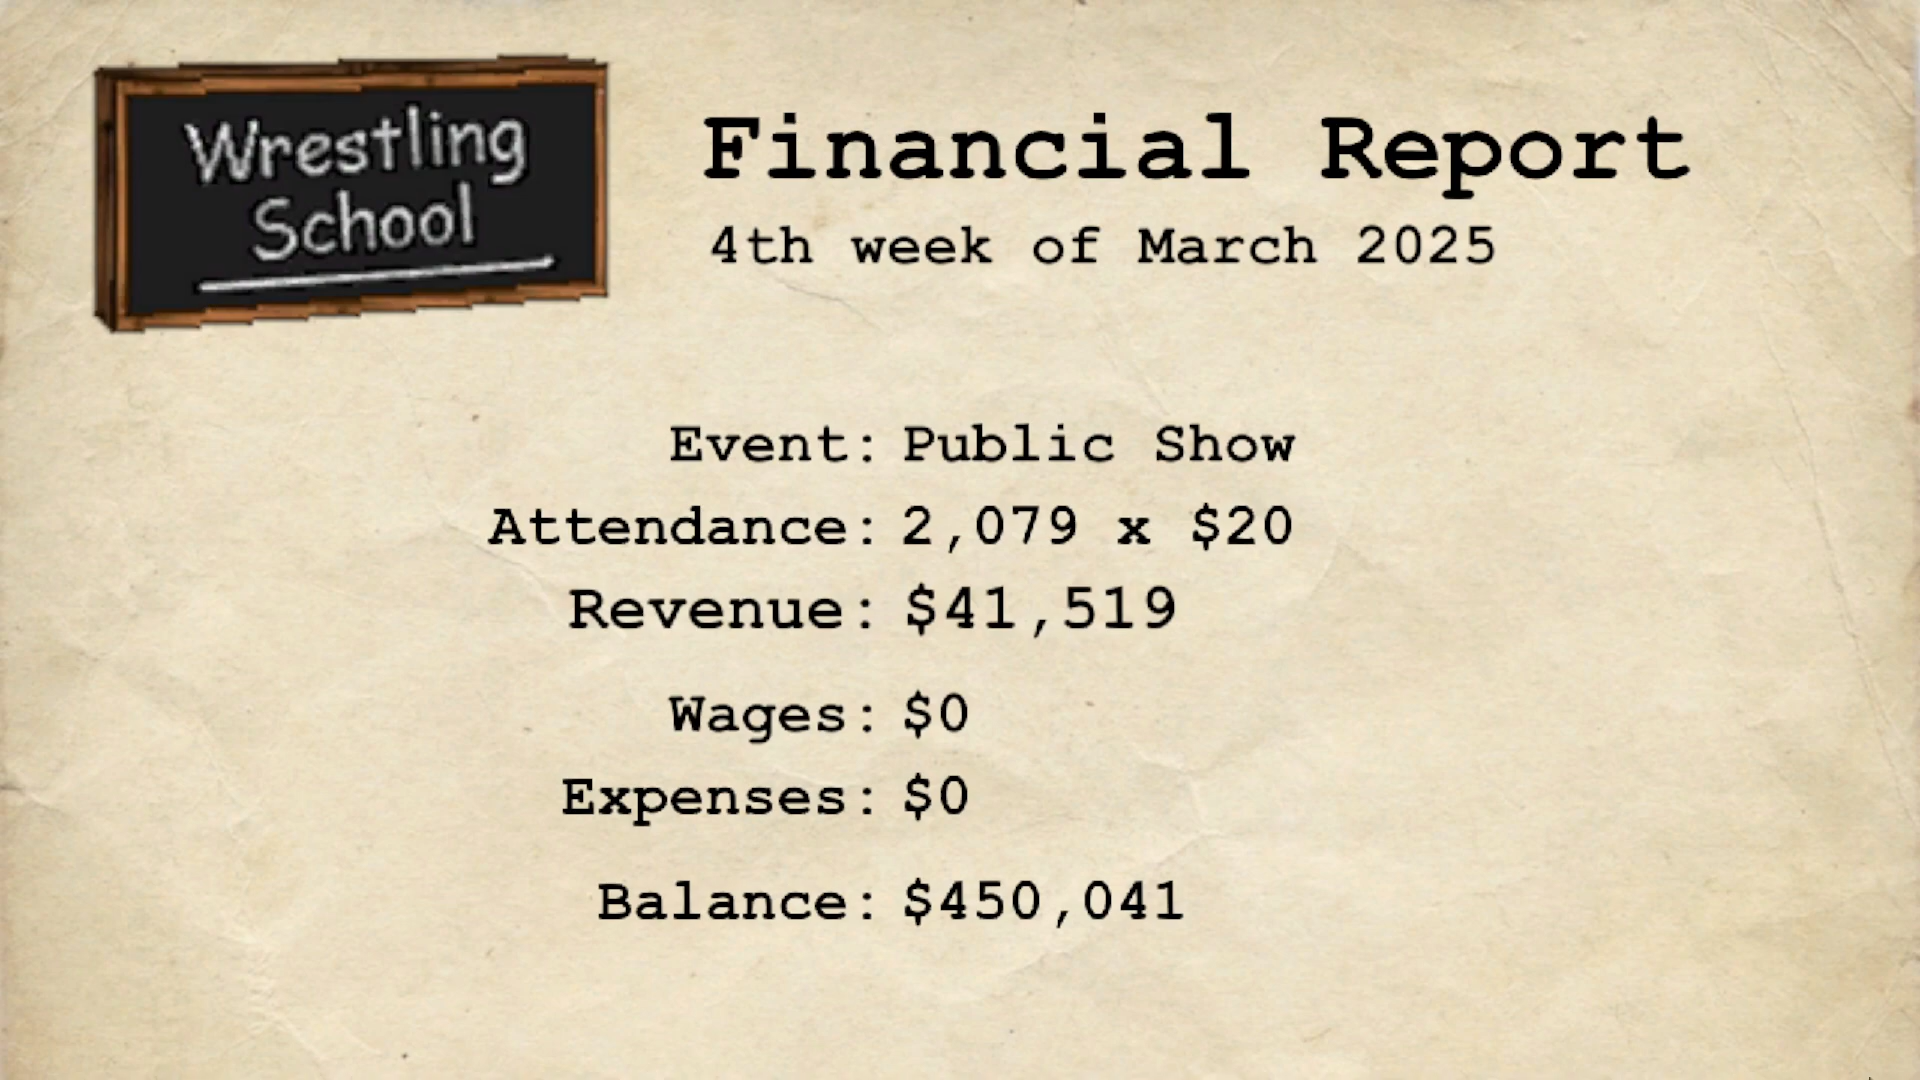 Wrestling
School
Financial Report
4th week of March 2025
Event: Public Show
Attendance: 2,079 x $20
Revenue: $41,519
Wages: $0
Expenses: $0
Balance: $450,041